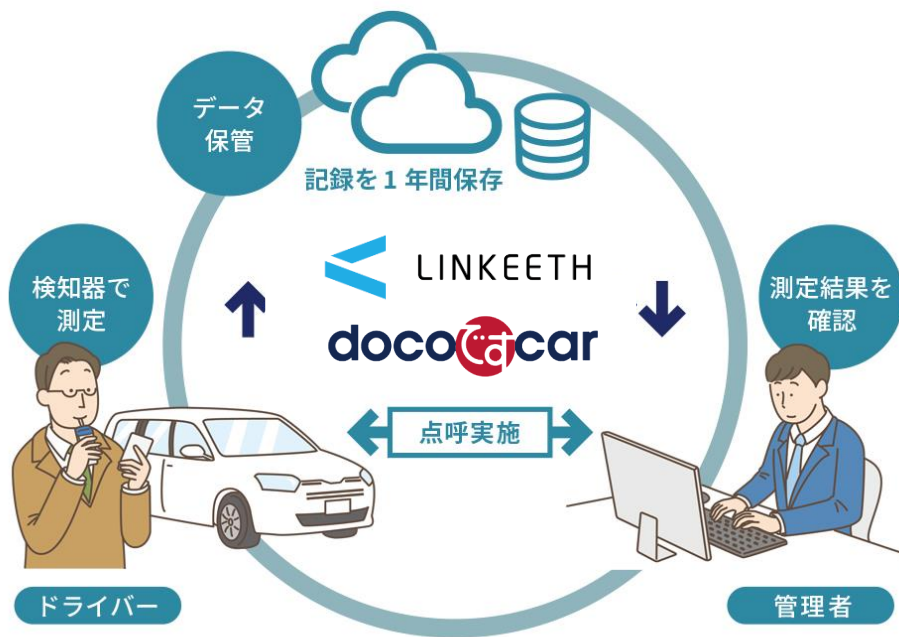 データ
保管
記録を1年間保存
検知器で
測定
LINKEETH
測定結果を
確認
docoですcar
点呼実施
ドライバー
管理者